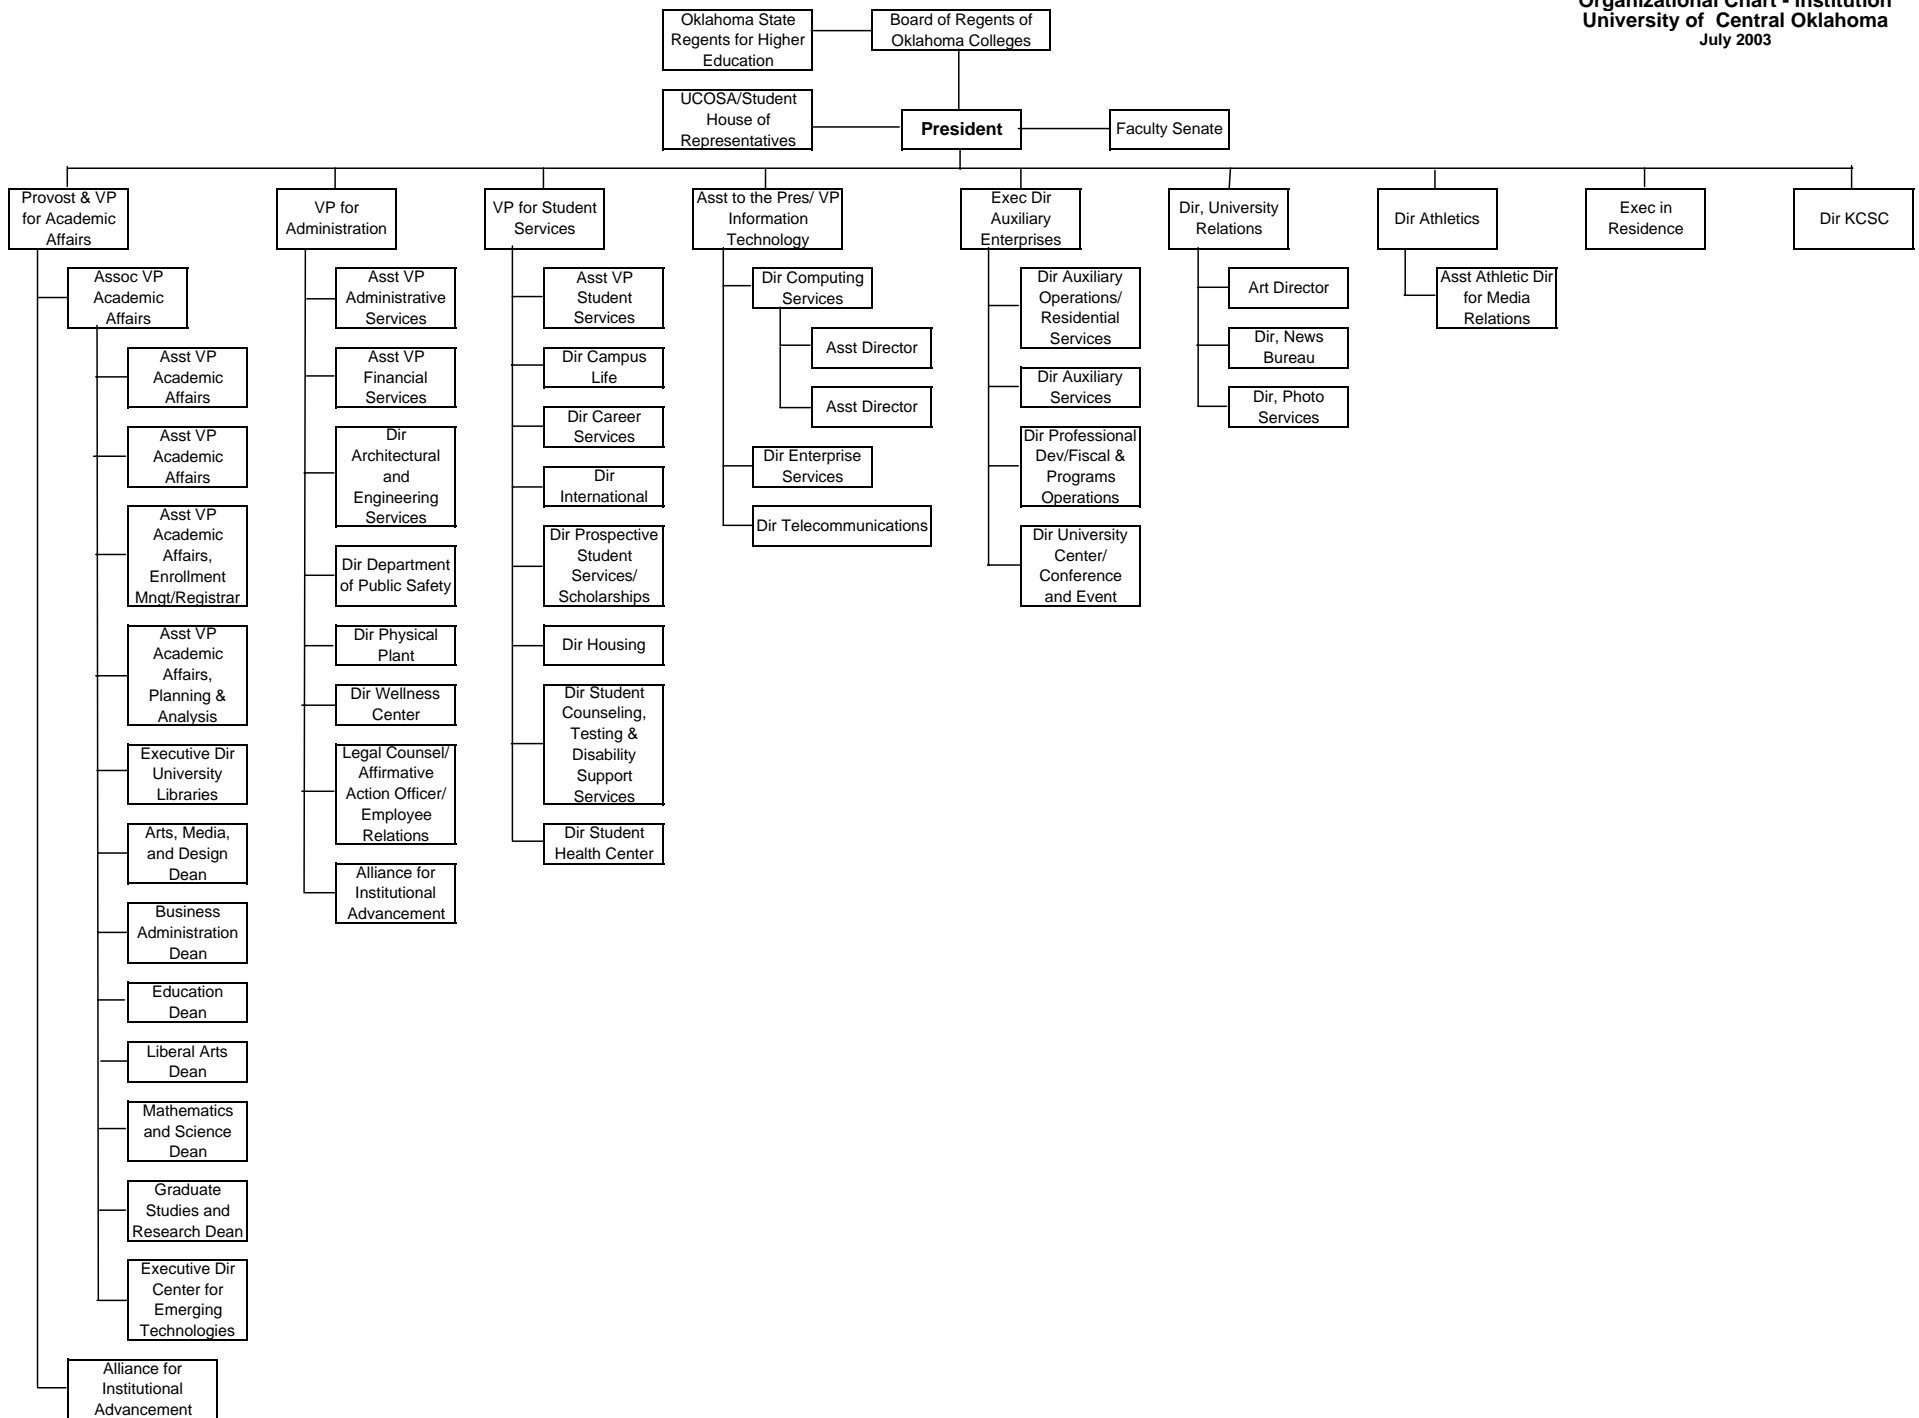 Organizational Chart - Institution
University of Central Oklahoma
July 2003
Oklahoma State
Regents for Higher
Education
Board of Regents of
Oklahoma Colleges
UCOSA/Student
House of
Representatives
President
Faculty Senate
Provost & VP
for Academic
Affairs
VP for
Administration
VP for Student
Services
Asst to the Pres/ VP
Information
Technology
Exec Dir
Auxiliary
Enterprises
Dir, University
Relations
Dir Athletics
Exec in
Residence
Dir KCSC
Assoc VP
Academic
Affairs
Asst VP
Academic
Affairs
Asst VP
Academic
Affairs
Asst VP
Academic
Affairs,
Enrollment
Mngt/Registrar
Asst VP
Academic
Affairs,
Planning &
Analysis
Executive Dir
University
Libraries
Arts, Media,
and Design
Dean
Business
Administration
Dean
Education
Dean
Liberal Arts
Dean
Mathematics
and Science
Dean
Graduate
Studies and
Research Dean
Executive Dir
Center for
Emerging
Technologies
Alliance for
Institutional
Advancement
Asst VP
Administrative
Services
Asst VP
Financial
Services
Dir
Architectural
and
Engineering
Services
Dir Department
of Public Safety
Dir Physical
Plant
Dir Wellness
Center
Legal Counsel/
Affirmative
Action Officer/
Employee
Relations
Alliance for
Institutional
Advancement
Asst VP
Student
Services
Dir Campus
Life
Dir Career
Services
Dir
International
Dir Prospective
Student
Services/
Scholarships
Dir Housing
Dir Student
Counseling,
Testing &
Disability
Support
Services
Dir Student
Health Center
Dir Computing
Services
Asst Director
Asst Director
Dir Enterprise
Services
Dir Telecommunications
Dir Auxiliary
Operations/
Residential
Services
Dir Auxiliary
Services
Dir Professional
Dev/Fiscal &
Programs
Operations
Dir University
Center/
Conference
and Event
Art Director
Dir, News
Bureau
Dir, Photo
Services
Asst Athletic Dir
for Media
Relations